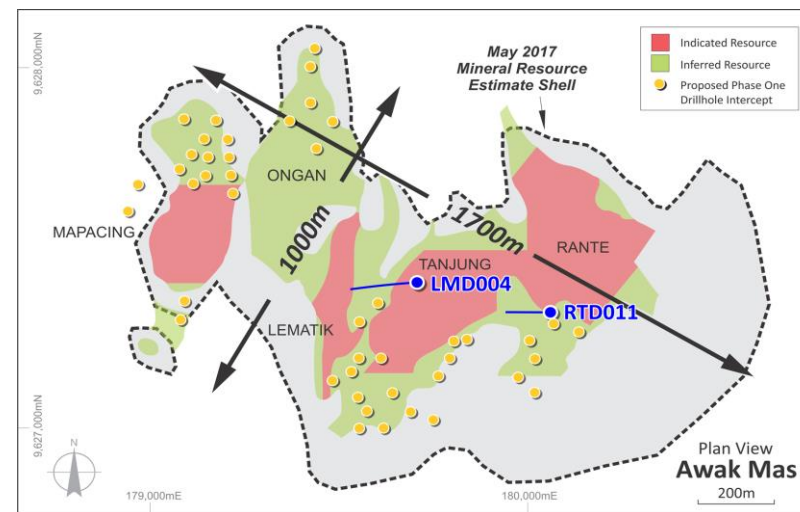 May 2017
Mineral Resource
Estimate Shell
Indicated Resource
Inferred Resource
Proposed Phase One
Drillhole Intercept
9,628,000mN
ONGAN
MAPACING
1000m
1700m
RANTE
TANJUNG
LMD004
RTD011
LEMATIK
9,627,000mN
N
Plan View
Awak Mas
200m
179,000mE
180,000mE